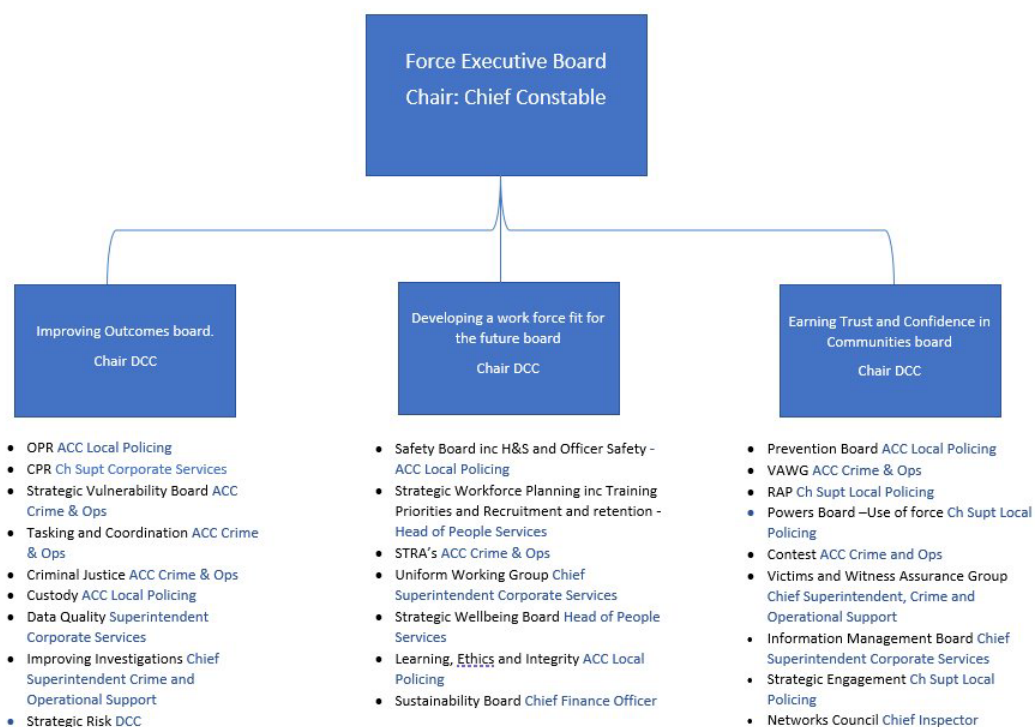 Force Executive Board
Chair: Chief Constable
Improving Outcomes board.
Chair DCC
Developing a work force fit for
the future board
Chair DCC
Earning Trust and Confidence in
Communities board
Chair DCC
• OPR ACC Local Policing
• CPR Ch Supt Corporate Services
• Strategic Vulnerability Board ACC
Crime & Ops
• Tasking and Coordination ACC Crime
& Ops
• Criminal Justice ACC Crime & Ops
• Custody ACC Local Policing
• Data Quality Superintendent
Corporate Services
• Improving Investigations Chief
Superintendent Crime and
Operational Support
• Strategic Risk DCC
• Safety Board inc H&S and Officer Safety -
ACC Local Policing
• Strategic Workforce Planning inc Training
Priorities and Recruitment and retention -
Head of People Services
• STRA's ACC Crime & Ops
• Uniform Working Group Chief
Superintendent Corporate Services
• Strategic Wellbeing Board Head of People
Services
• Learning, Ethics and Integrity ACC Local
Policing
• Sustainability Board Chief Finance Officer
• Prevention Board ACC Local Policing
• VAWG ACC Crime & Ops
• RAP Ch Supt Local Policing
• Powers Board –Use of force Ch Supt Local
Policing
• Contest ACC Crime and Ops
• Victims and Witness Assurance Group
Chief Superintendent, Crime and
Operational Support
• Information Management Board Chief
Superintendent Corporate Services
• Strategic Engagement Ch Supt Local
Policing
• Networks Council Chief Inspector